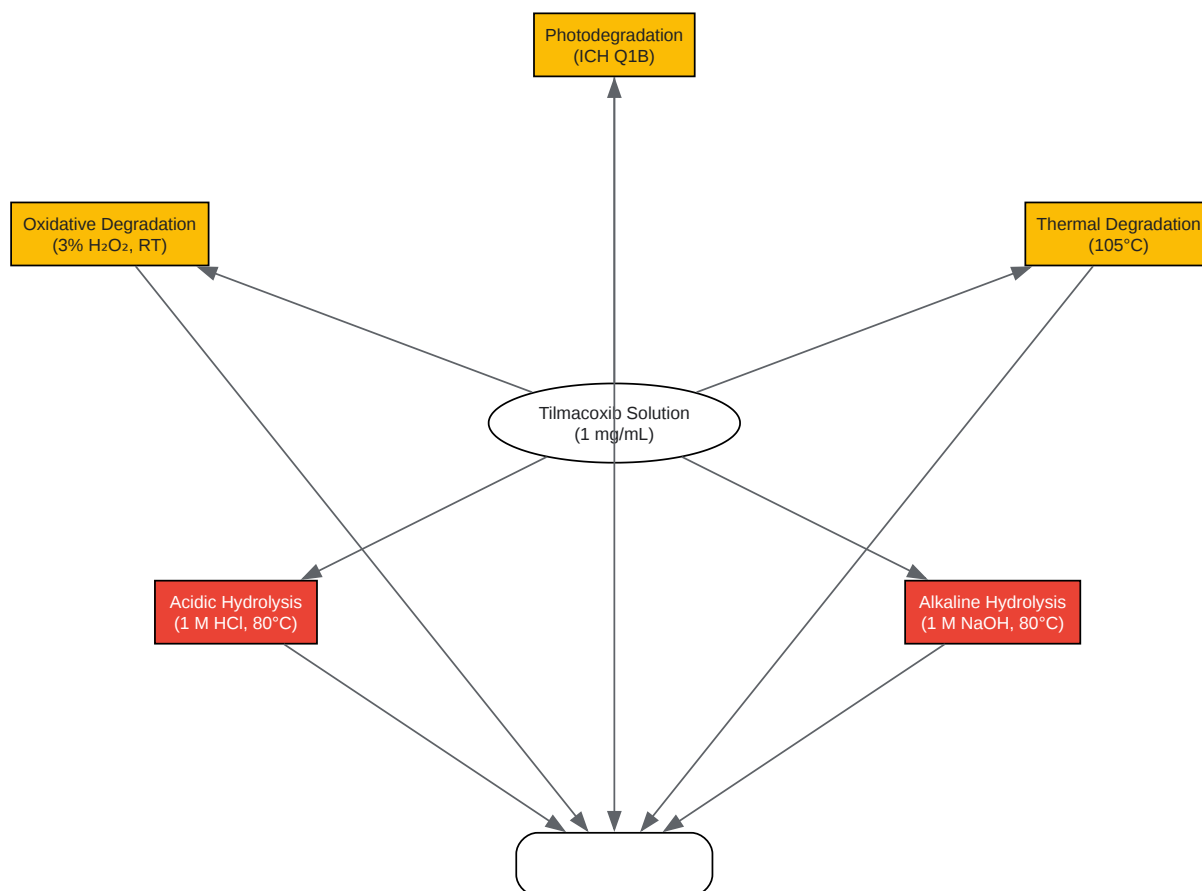 Photodegradation
(ICH Q1B)
Oxidative Degradation
(3% H₂O₂, RT)
Thermal Degradation
(105°C)
Tilmacoxib Solution
(1 mg/mL)
Acidic Hydrolysis
(1 M HCl, 80°C)
Alkaline Hydrolysis
(1 M NaOH, 80°C)